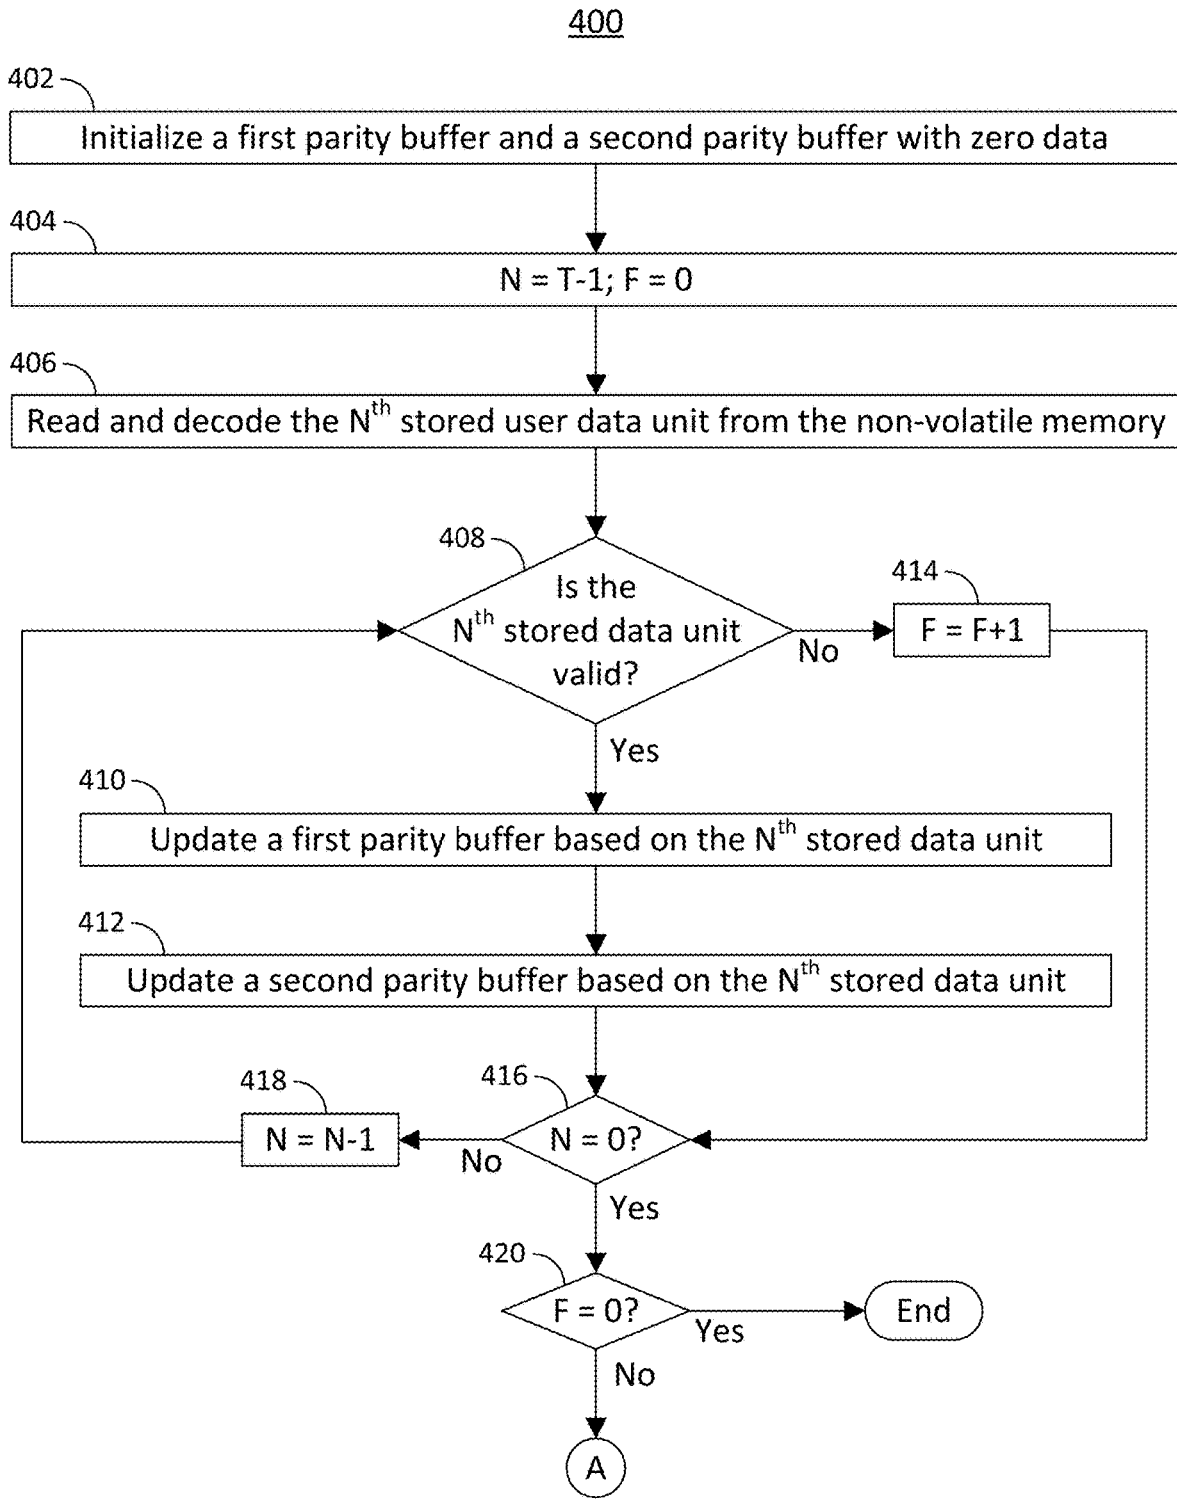 400
402
Initialize a first parity buffer and a second parity buffer with zero data
404
N = T-1; F = 0
406
Read and decode the Nth stored user data unit from the non-volatile memory
408
Is the
Nth stored data unit
valid?
No
414
F = F+1
Yes
410
Update a first parity buffer based on the Nth stored data unit
412
Update a second parity buffer based on the Nth stored data unit
418
N = N-1
416
N = 0?
No
Yes
420
F = 0?
Yes
End
No
A